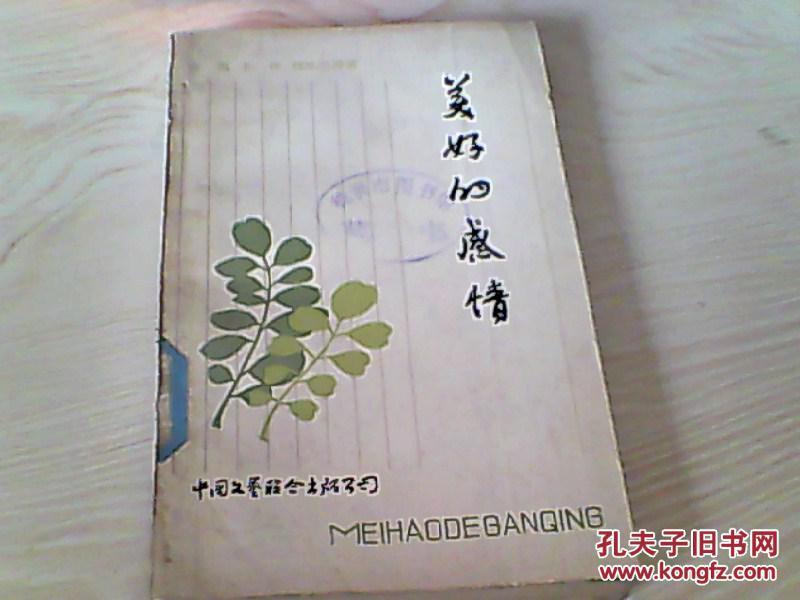 美好的感情
中国文艺联合出版公司
MEIHAODEGANQING
孔夫子旧书网
www.kongfz.com